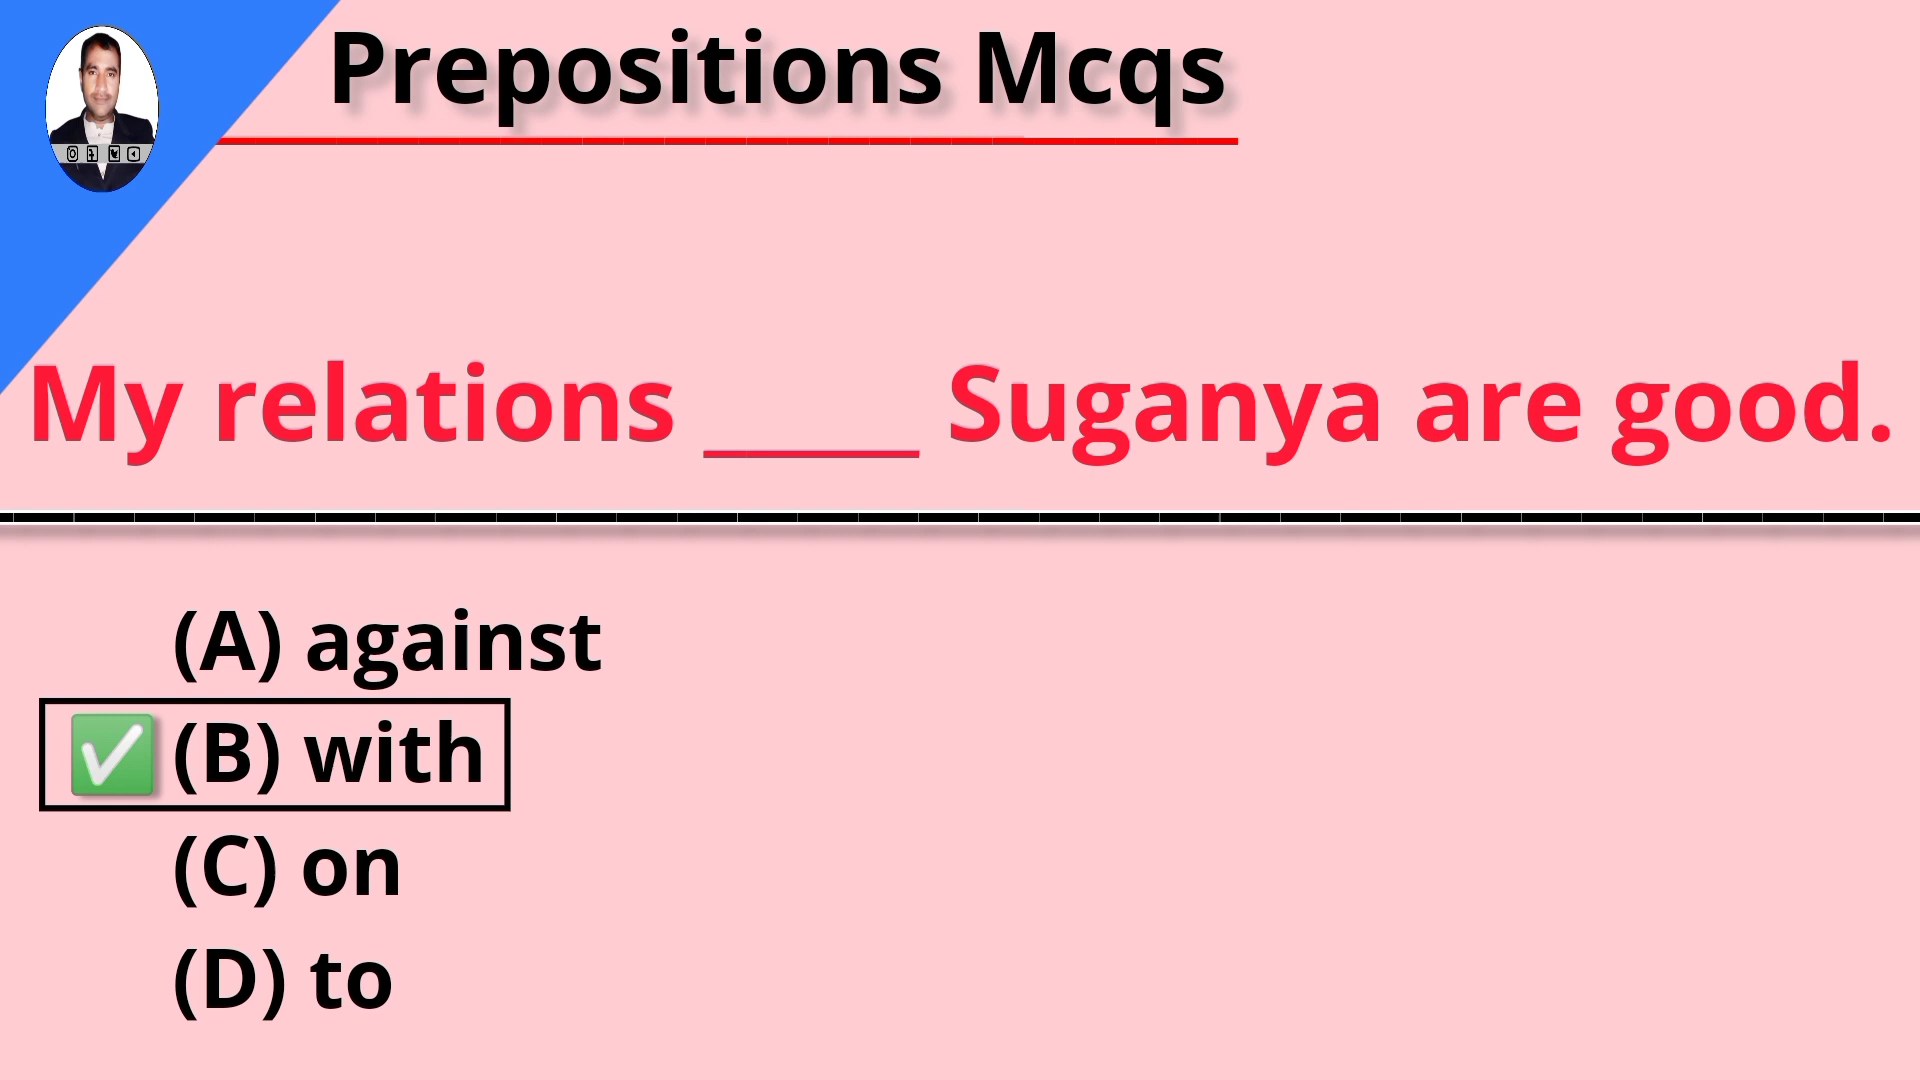 Prepositions Mcqs
My relations _____ Suganya are good.
(A) against
✅ (B) with
(C) on
(D) to